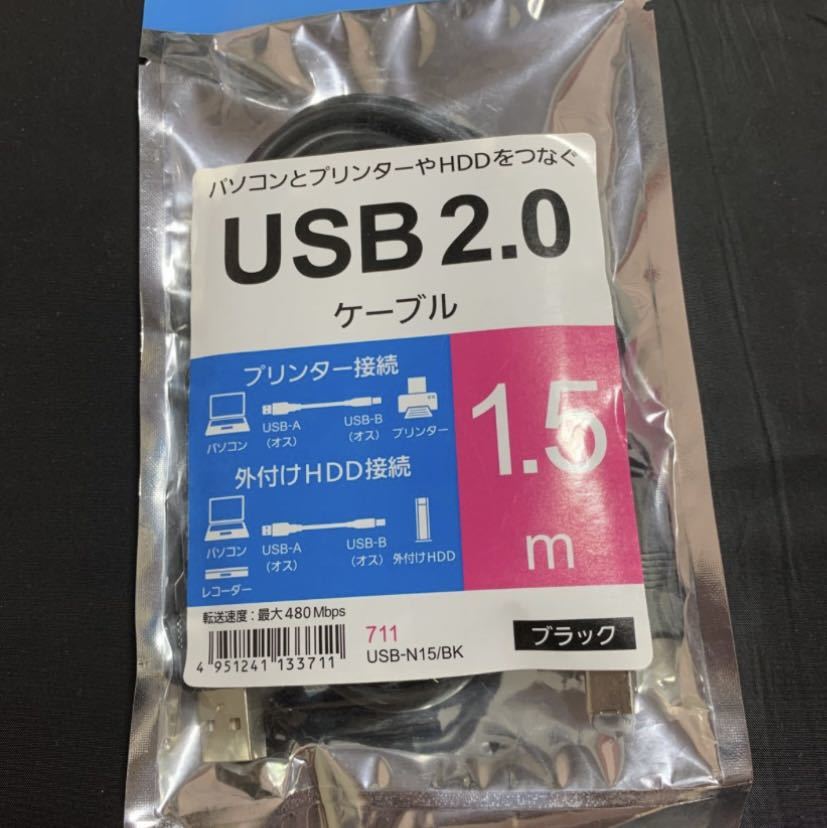 パソコンとプリンターやHDDをつなぐ
USB 2.0
ケーブル
プリンター接続
パソコン
USB-A
(オス)
USB-B
(オス)
プリンター
外付けHDD接続
パソコン
レコーダー
USB-A
(オス)
USB-B
(オス)
外付けHDD
1.5
m
転送速度:最大480 Mbps
4 951241 133711
711
USB-N15/BK
ブラック